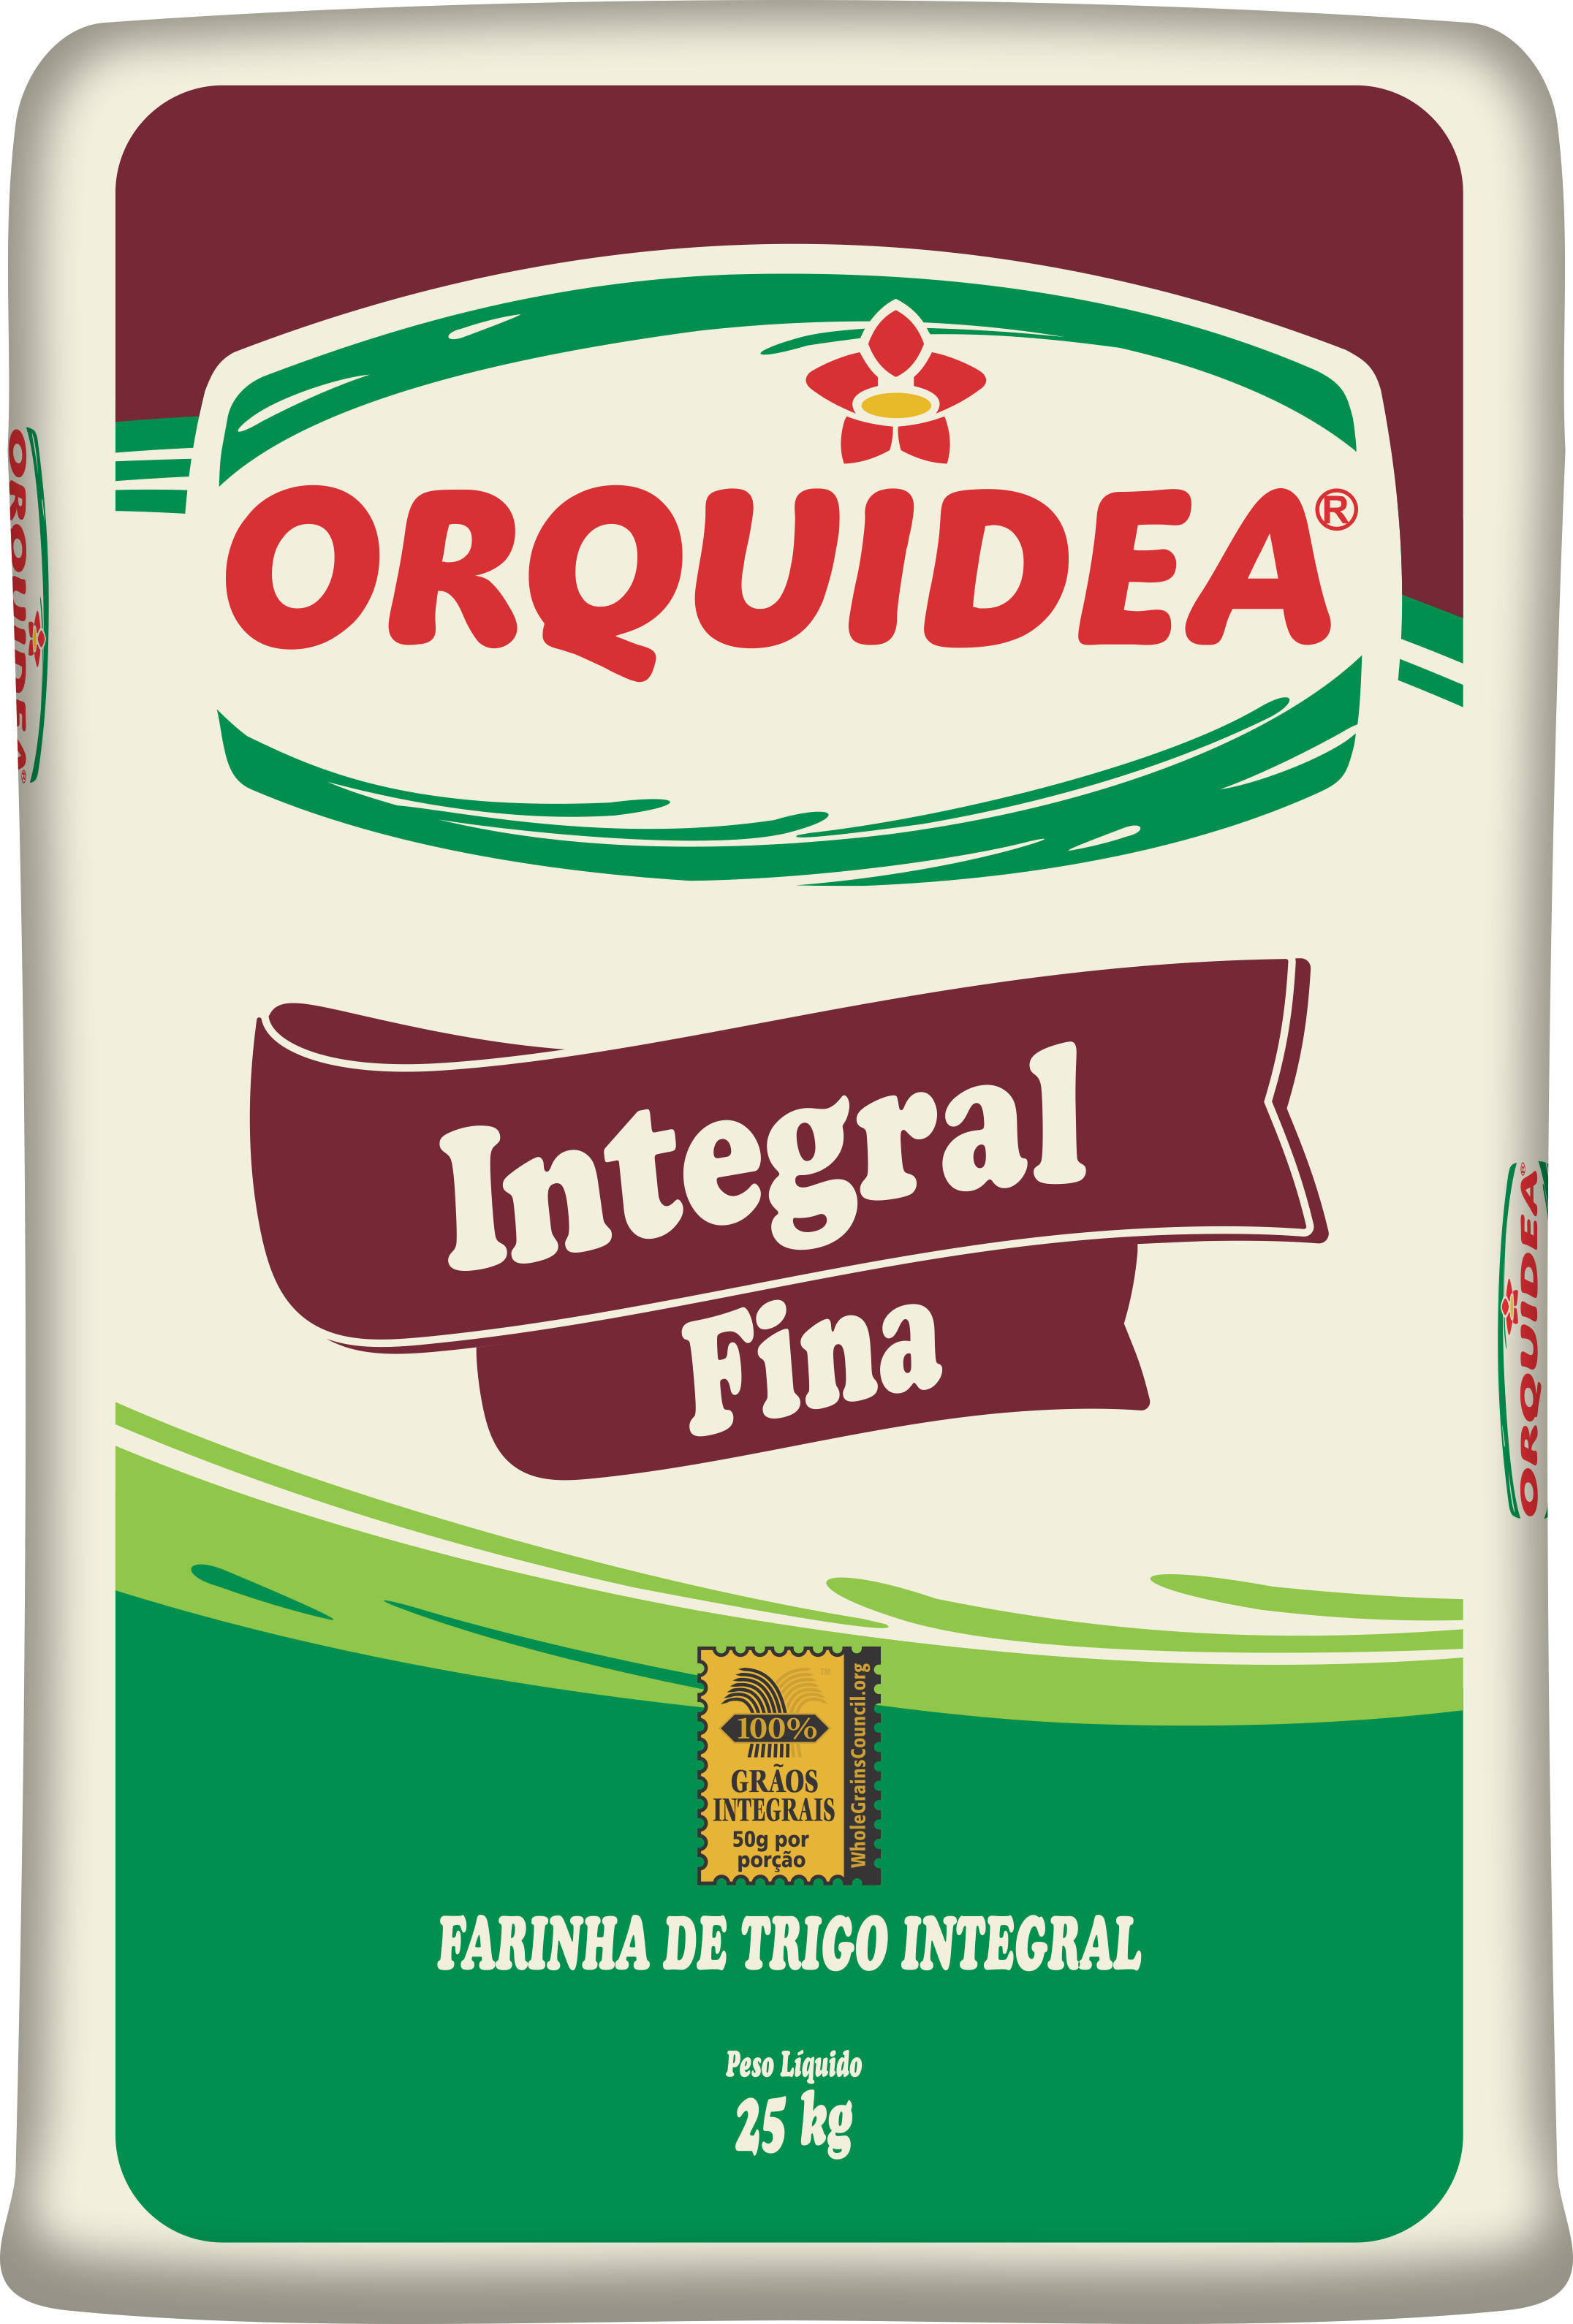 ORQUIDEA®
ORQUIDEA®
Integral
Fina
ORQUIDEA®
TM
100%
GRÃOS
INTEGRAIS
50g por
porção
WholeGrainsCouncil.org
FARINHA DE TRIGO INTEGRAL
Peso Líquido
25 kg